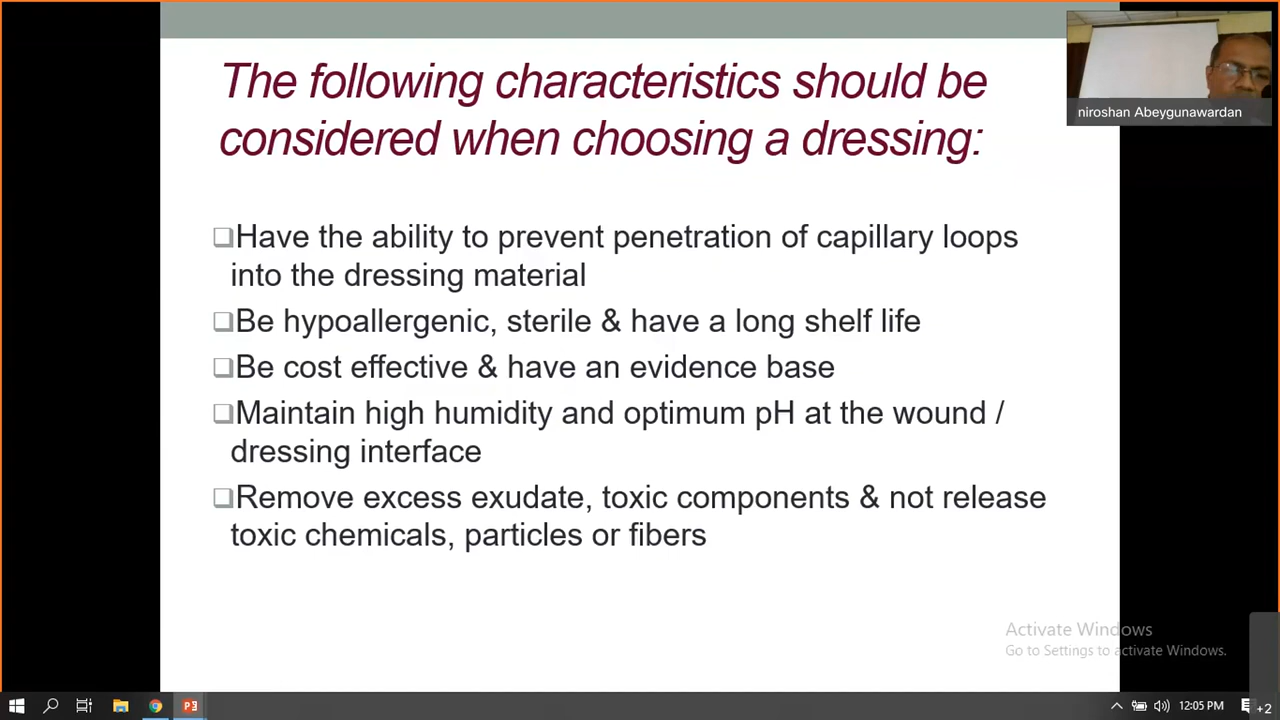 The following characteristics should be
considered when choosing a dressing:
niroshan Abeygunawardan
❑Have the ability to prevent penetration of capillary loops
into the dressing material
❑Be hypoallergenic, sterile & have a long shelf life
❑Be cost effective & have an evidence base
❑Maintain high humidity and optimum pH at the wound /
dressing interface
❑Remove excess exudate, toxic components & not release
toxic chemicals, particles or fibers
Activate Windows
Go to Settings to activate Windows.
12:05 PM
+2